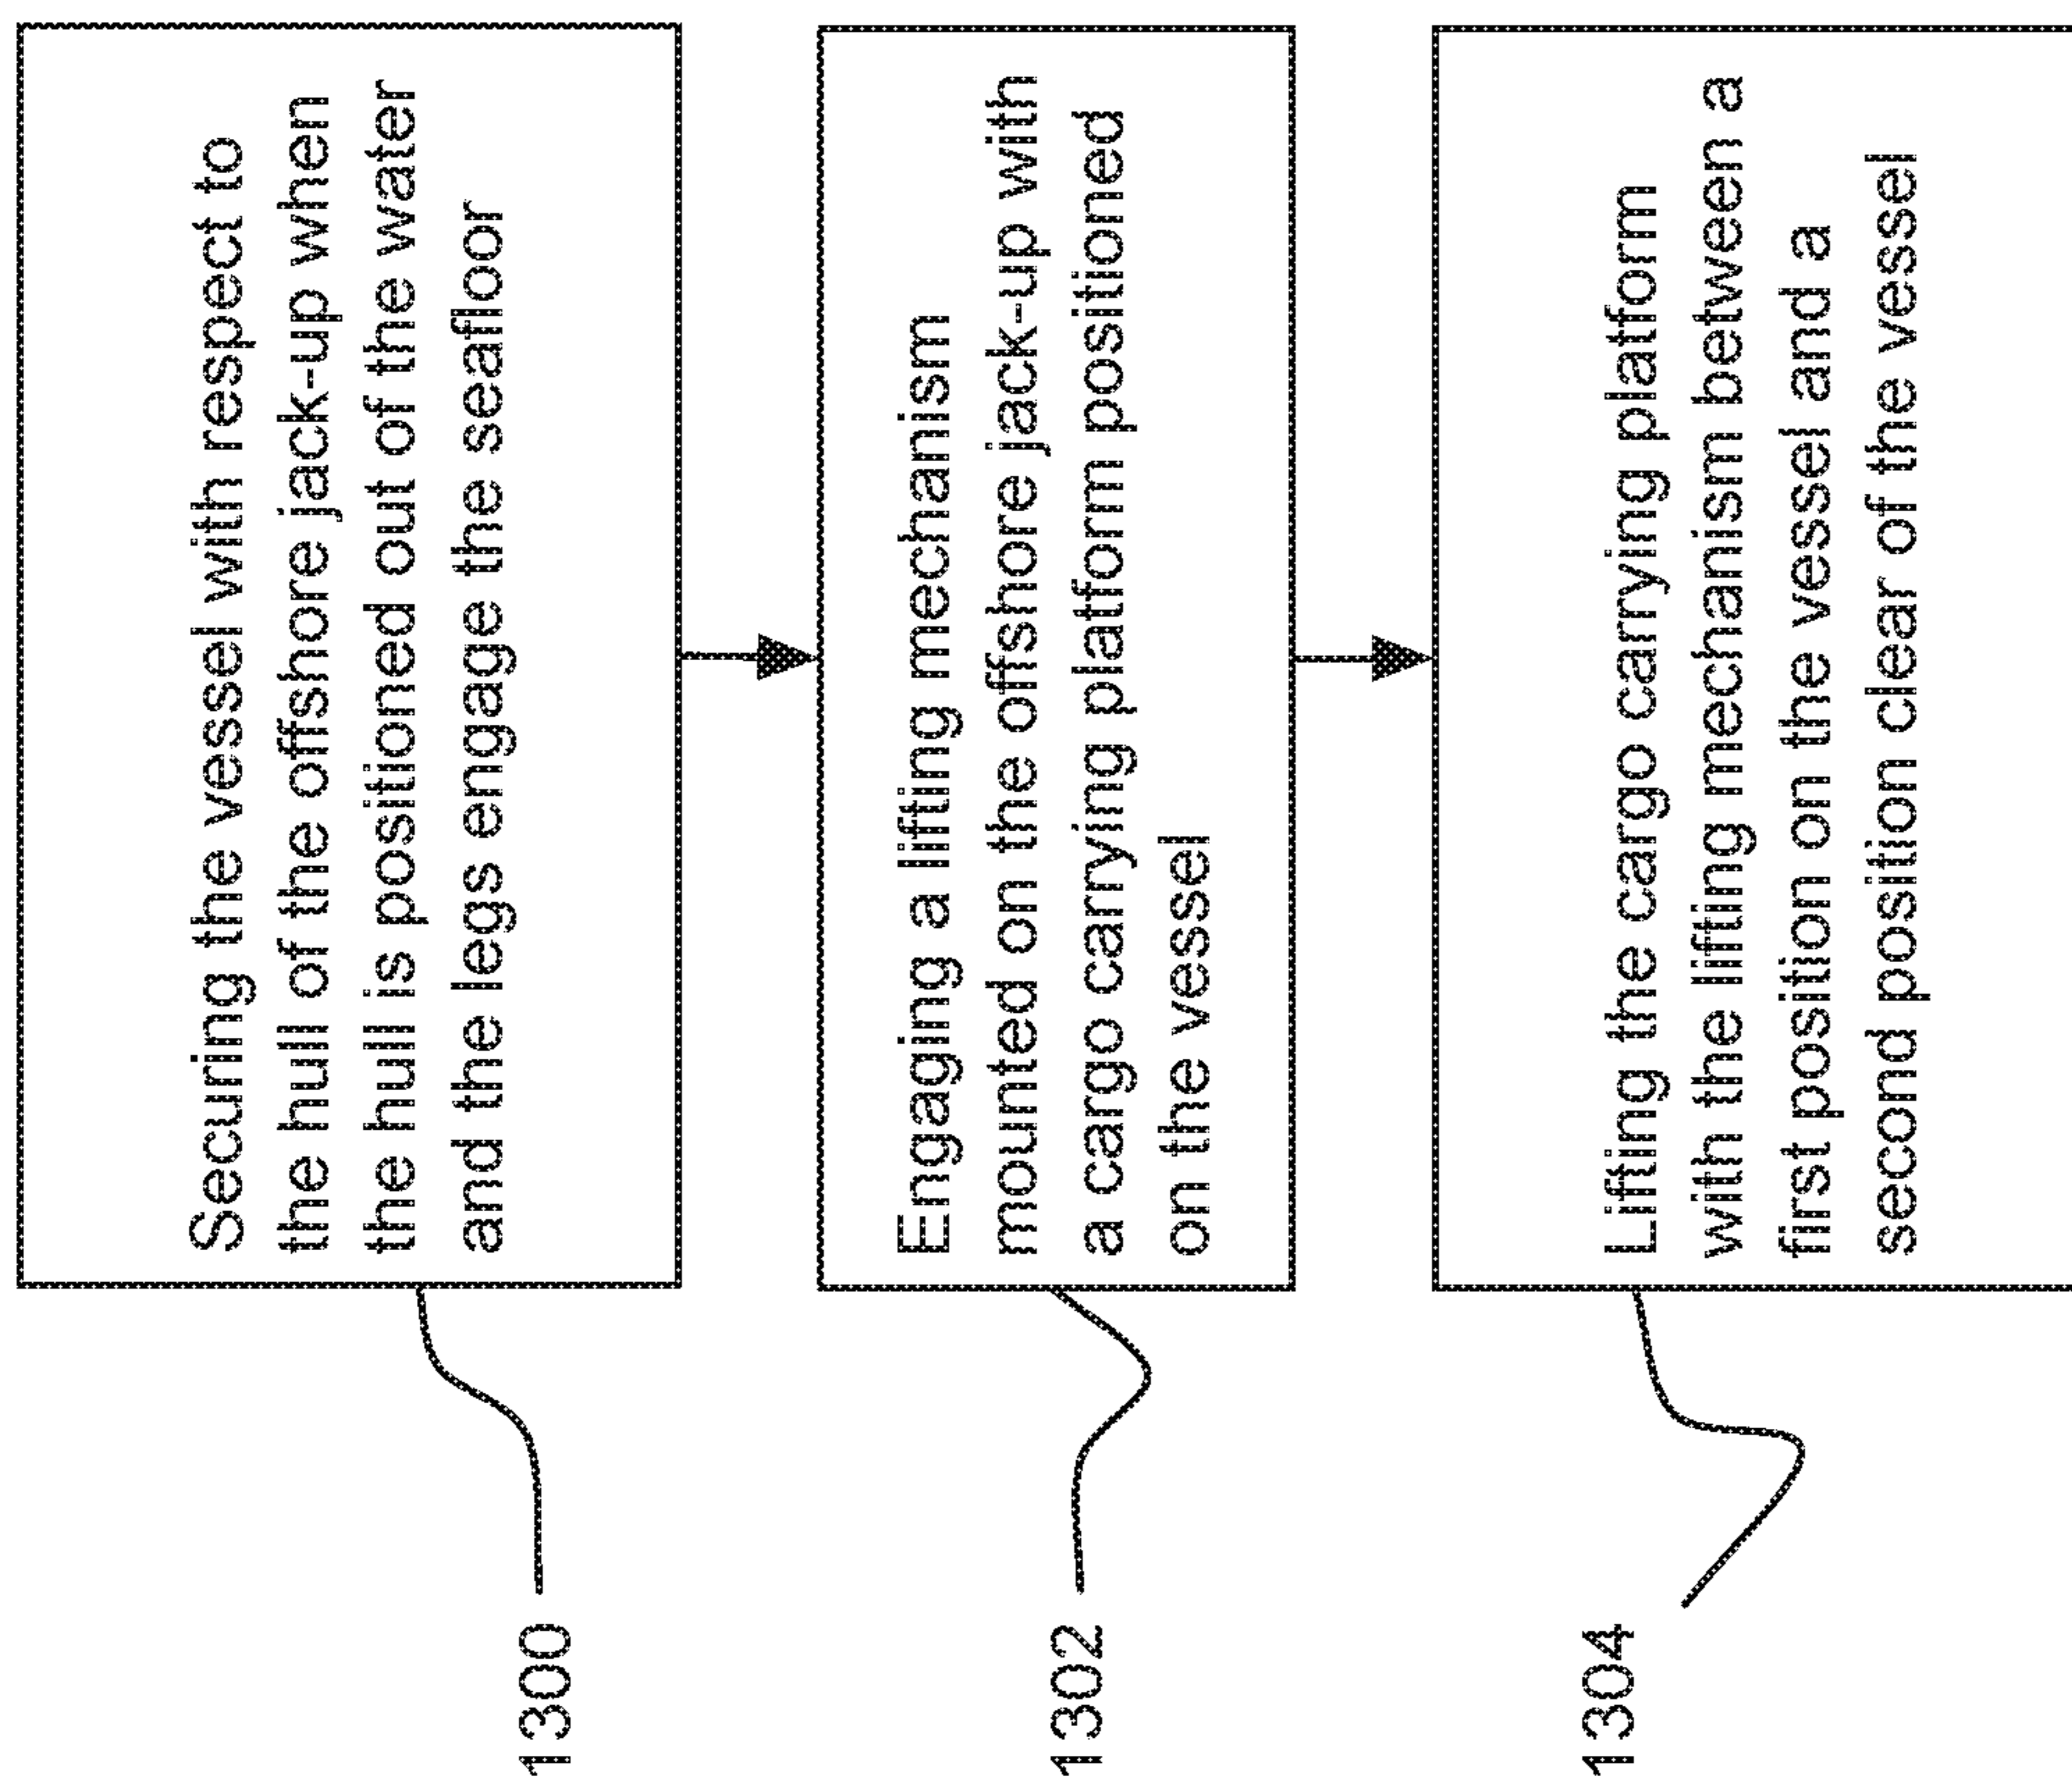 1300
Securing the vessel with respect to
the hull of the offshore jack-up when
the hull is positioned out of the water
and the legs engage the seafloor
1302
Engaging a lifting mechanism
mounted on the offshore jack-up with
a cargo carrying platform positioned
on the vessel
1304
Lifting the cargo carrying platform
with the lifting mechanism between a
first position on the vessel and a
second position clear of the vessel